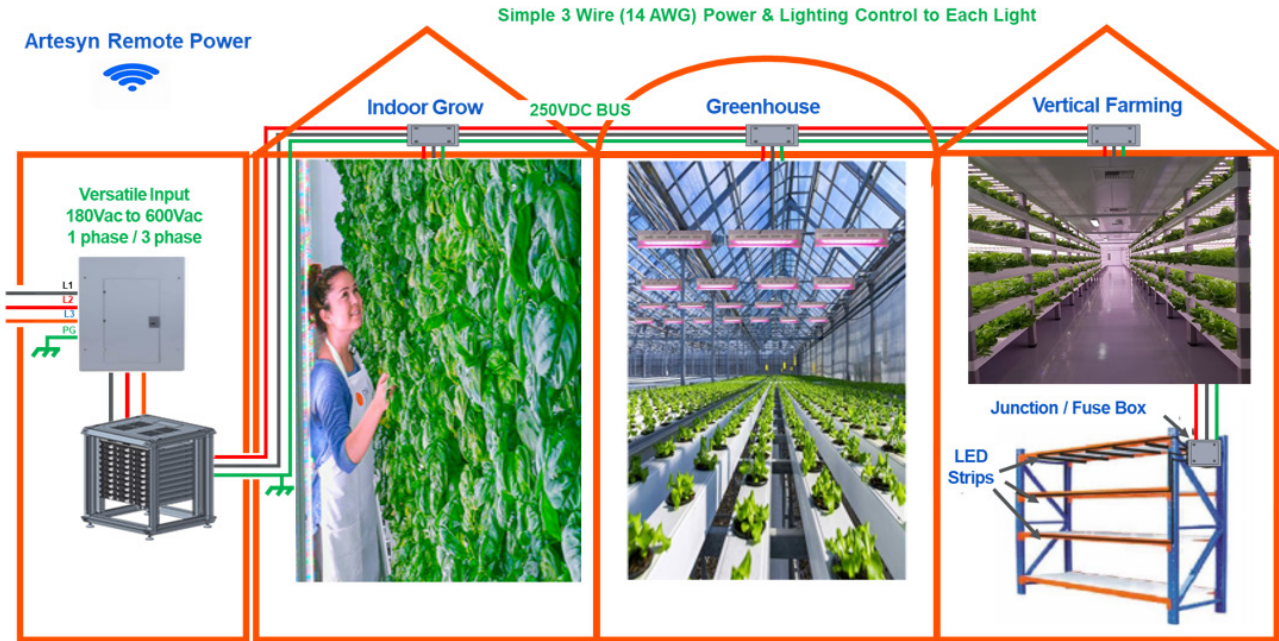 Simple 3 Wire (14 AWG) Power & Lighting Control to Each Light
Artesyn Remote Power
Indoor Grow
250VDC BUS
Greenhouse
Vertical Farming
Versatile Input
180Vac to 600Vac
1 phase / 3 phase
L1
L2
L3
PG
Junction / Fuse Box
LED
Strips